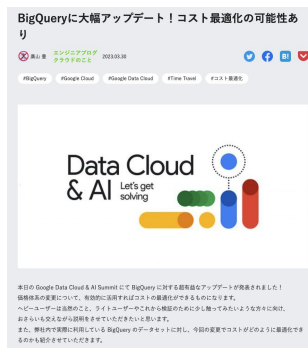 BigQueryに大幅アップデート！コスト最適化の可能性あ
り
奥山 景
エンジニアブログ
クラウドのこと
2023.03.30
#BigQuery
#Google Cloud
#Google Data Cloud
#Time Travel
#コスト最適化
Data Cloud
& AI Let's get
solving
本日の Google Data Cloud & AI Summit にて BigQuery に対する超有益なアップデートが発表されました！
価格体系の変更について、有効的に活用すればコストの最適化ができるものになります。
ヘビーユーザーは当然のこと、ライトユーザーやこれから検証のために少し触ってみたいような方々に向け、
おさらいも交えながら説明をさせていただきたいと思います。
また、弊社内で実際に利用している BigQuery のデータセットに対し、今回の変更でコストがどのように最適化でき
るのかも紹介させていただきます。